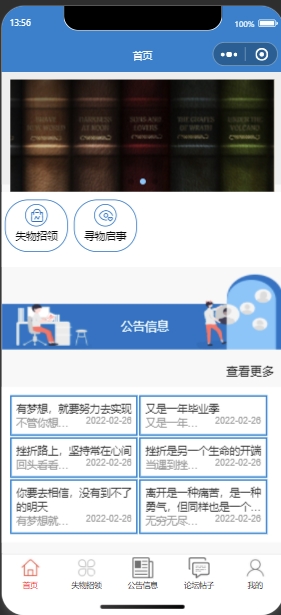 13:56
100%
首页
失物招领
寻物启事
公告信息
查看更多
有梦想，就要努力去实现
不管你想... 2022-02-26
又是一年毕业季
又是一年... 2022-02-26
挫折路上，坚持常在心间
回头看看... 2022-02-26
挫折是另一个生命的开端
当遇到挫... 2022-02-26
你要去相信，没有到不了
的明天
有梦想就... 2022-02-26
离开是一种痛苦，是一种
勇气，但同样也是一个...
无穷无尽... 2022-02-26
首页
失物招领
公告信息
论坛帖子
我的